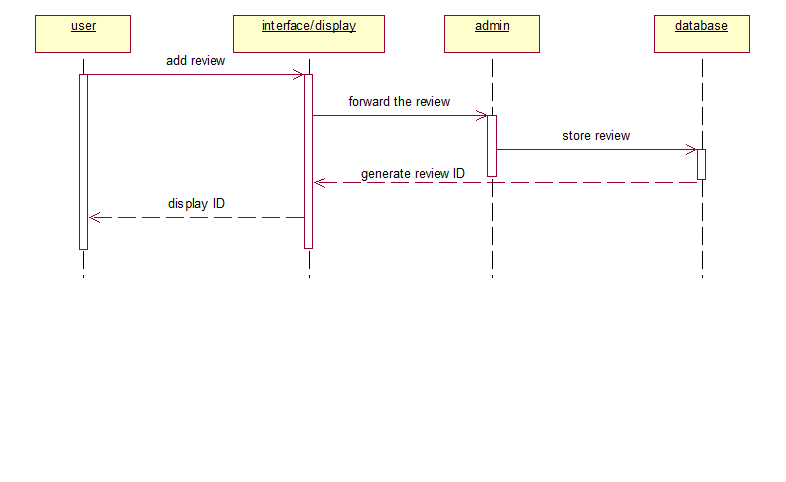 user
interface/display
admin
database
add review
forward the review
store review
generate review ID
display ID